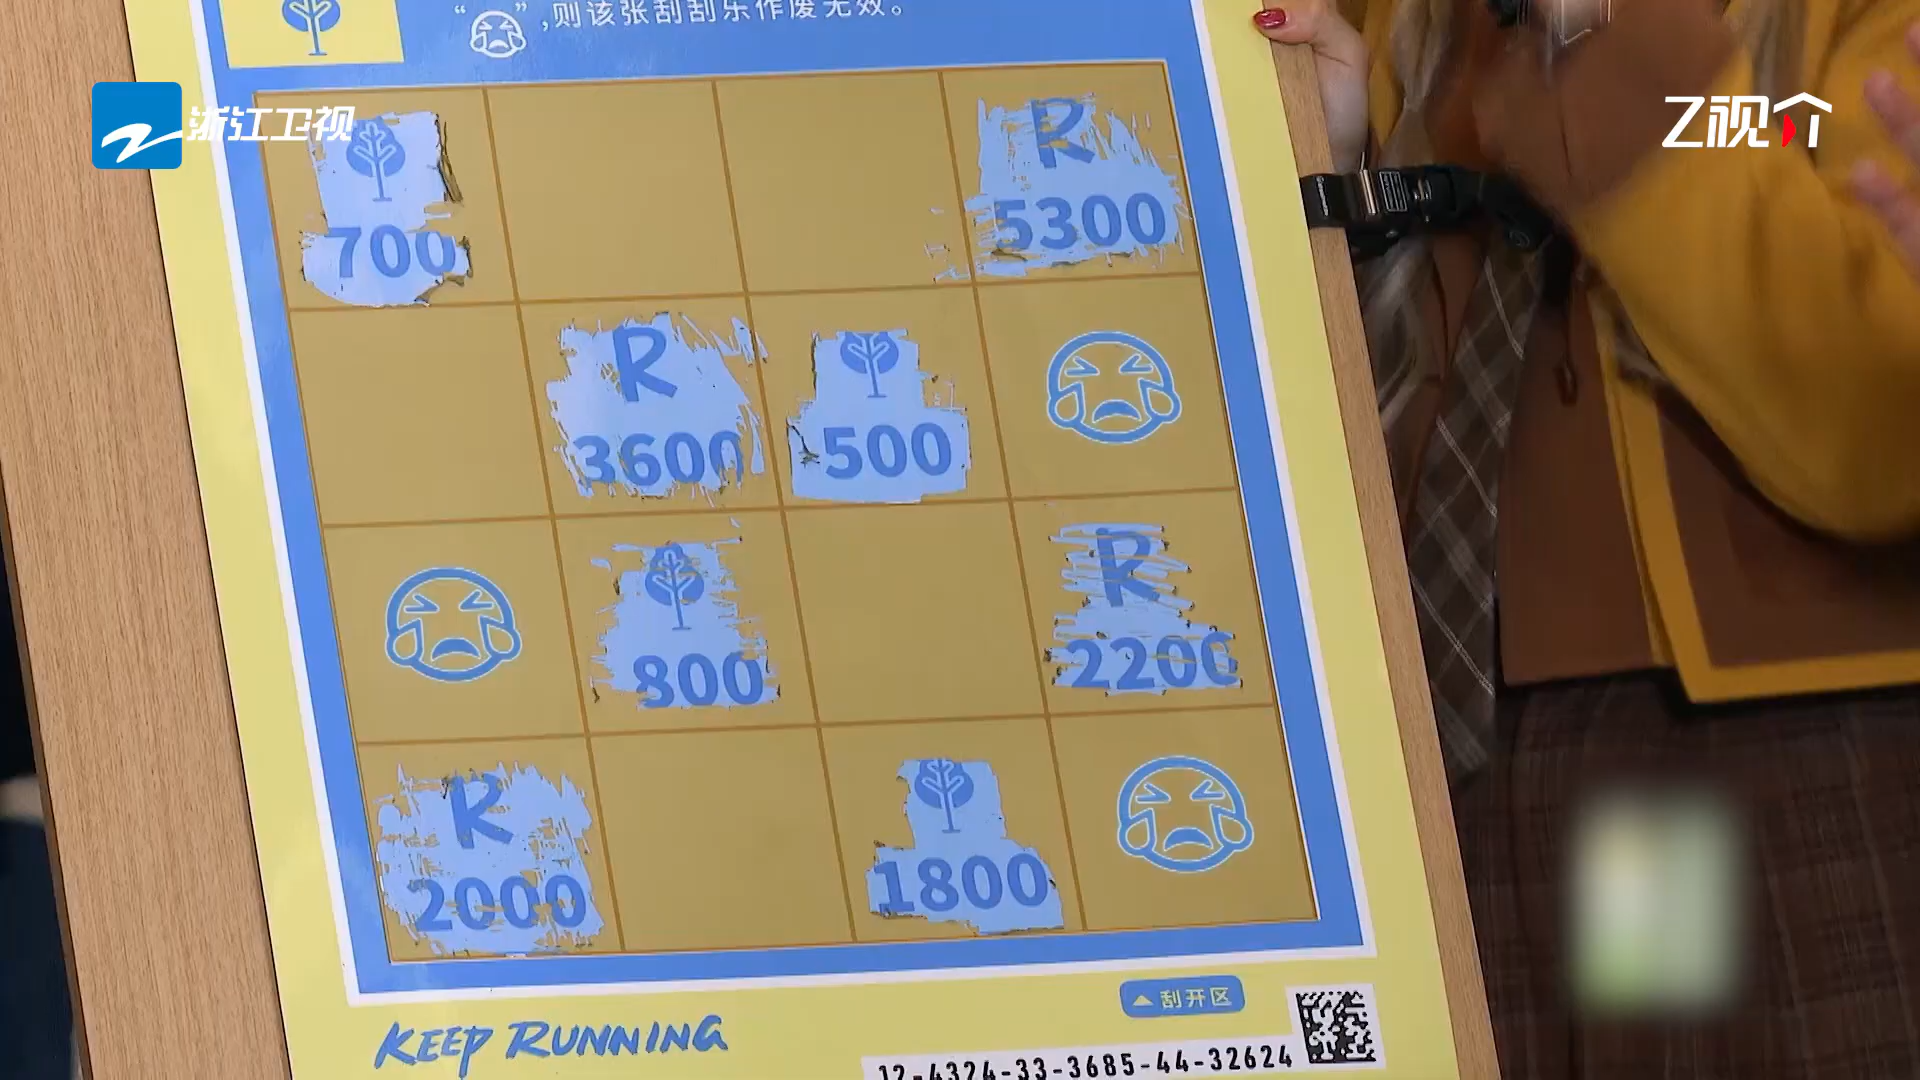 “😭”,则该张刮刮乐作废无效。
浙江卫视
Z视介
700
R
5300
R
3600
500
800
R
2200
R
2000
1800
刮开区
KEEP RUNNING
12-4324-33-3685-44-32624